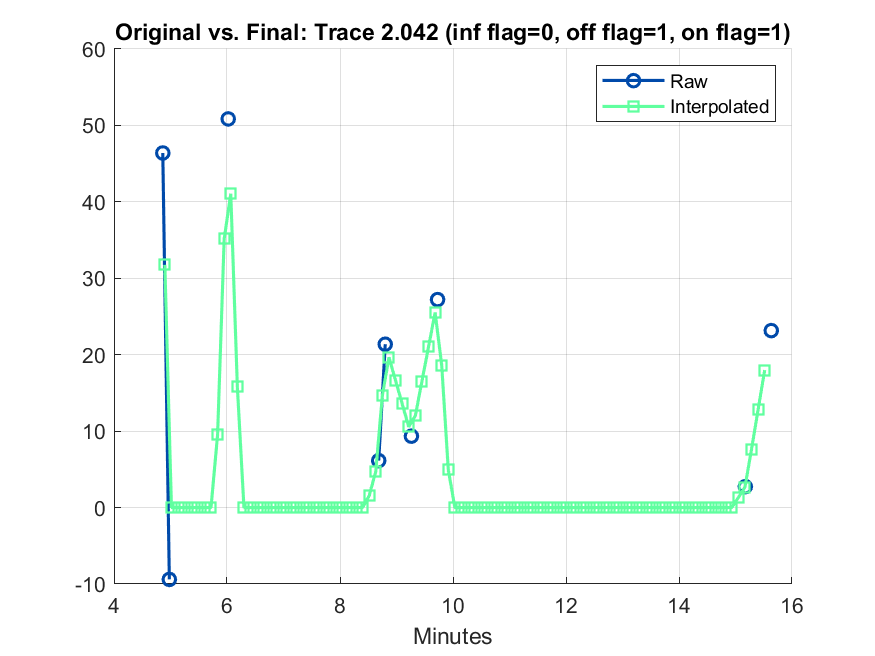 Original vs. Final: Trace 2.042 (inf flag=0, off flag=1, on flag=1)
60
50
40
30
20
10
0
-10
Raw
Interpolated
4 6 8 10 12 14 16
Minutes